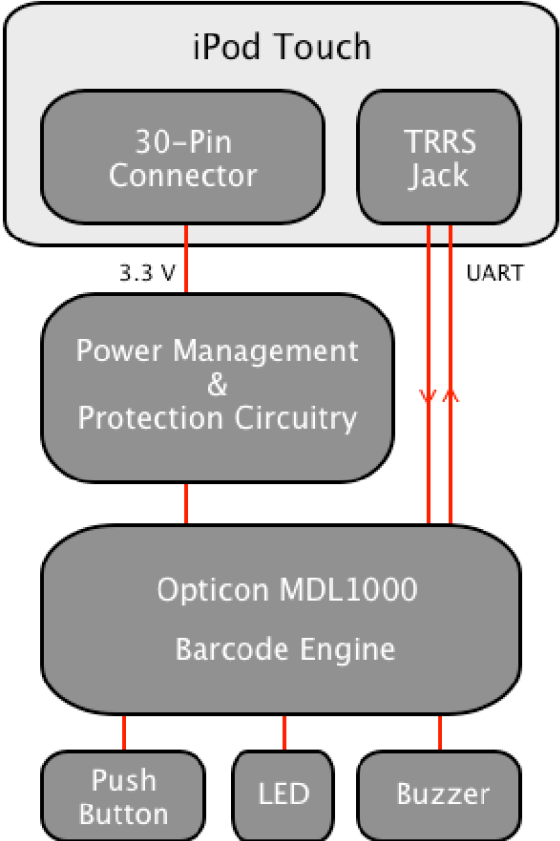 iPod Touch
30-Pin
Connector
TRRS
Jack
3.3 V
UART
Power Management
&
Protection Circuitry
Opticon MDL1000
Barcode Engine
Push
Button
LED
Buzzer